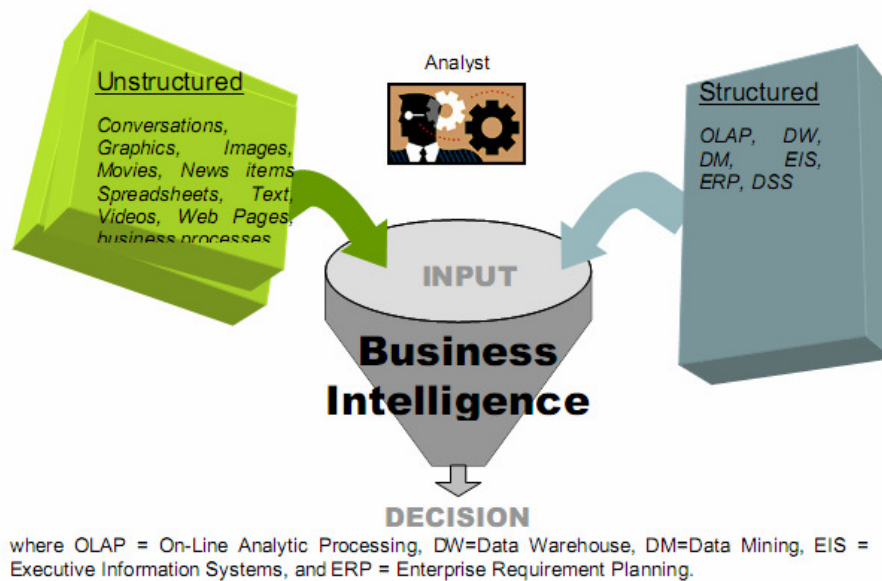 Analyst
Unstructured
Conversations,
Graphics, Images,
Movies, News items
Spreadsheets, Text,
Videos, Web Pages,
business processes
Structured
OLAP, DW,
DM, EIS,
ERP, DSS
INPUT
Business
Intelligence
DECISION
where OLAP = On-Line Analytic Processing, DW=Data Warehouse, DM=Data Mining, EIS =
Executive Information Systems, and ERP = Enterprise Requirement Planning.